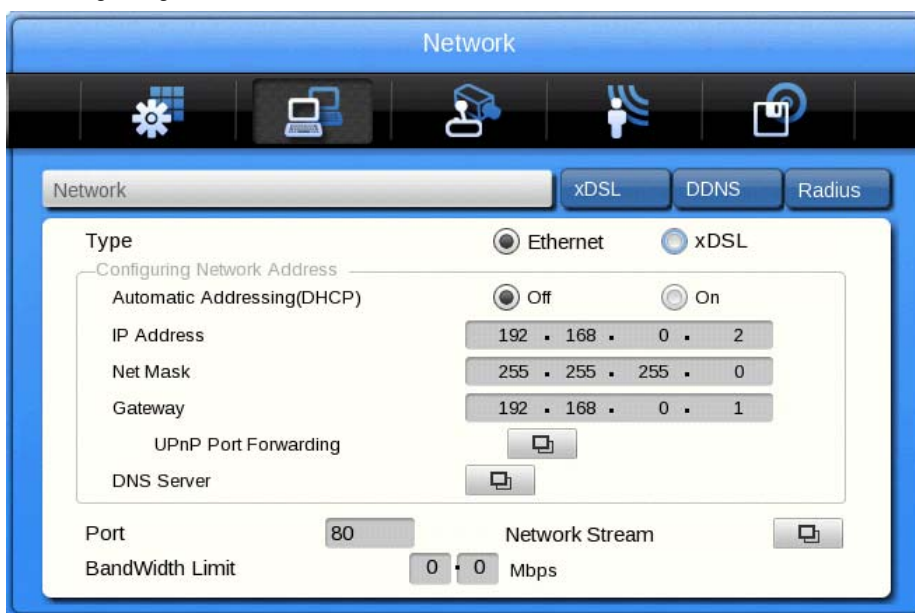 Network
Network xDSL DDNS Radius
Type Ethernet xDSL
Configuring Network Address
Automatic Addressing(DHCP) Off On
IP Address 192 . 168 . 0 . 2
Net Mask 255 . 255 . 255 . 0
Gateway 192 . 168 . 0 . 1
UPnP Port Forwarding
DNS Server
Port 80 Network Stream
BandWidth Limit 0 . 0 Mbps